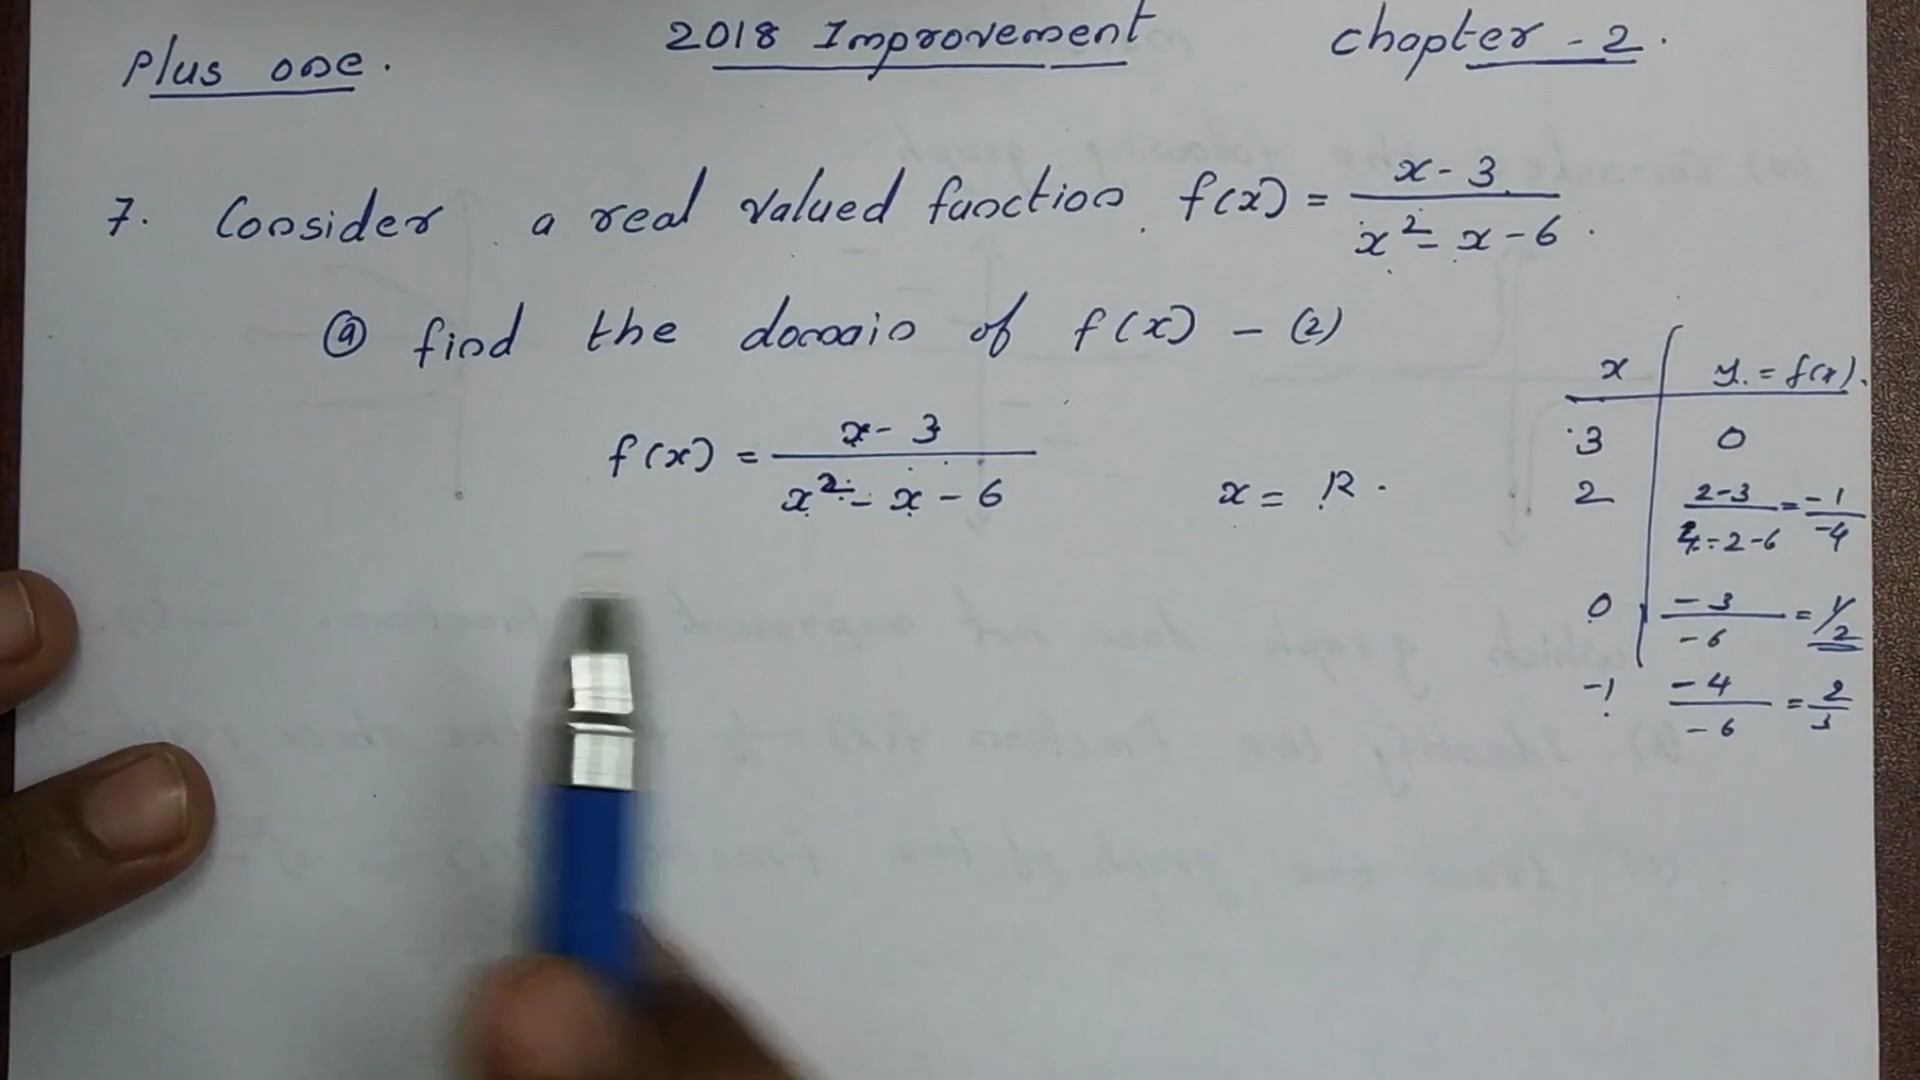 Plus one. 2018 Improvement Chapter - 2.
7. Consider a real valued function f(x) = (x - 3)/(x² - x - 6).
(a) find the domain of f(x) - (2)
f(x) = (x - 3)/(x² - x - 6) x = R.
x | y = f(x).
3 | 0
2 | (2-3)/(4-2-6) = -1/-4
0 | -3/-6 = 1/2
-1 | -4/-6 = 2/3